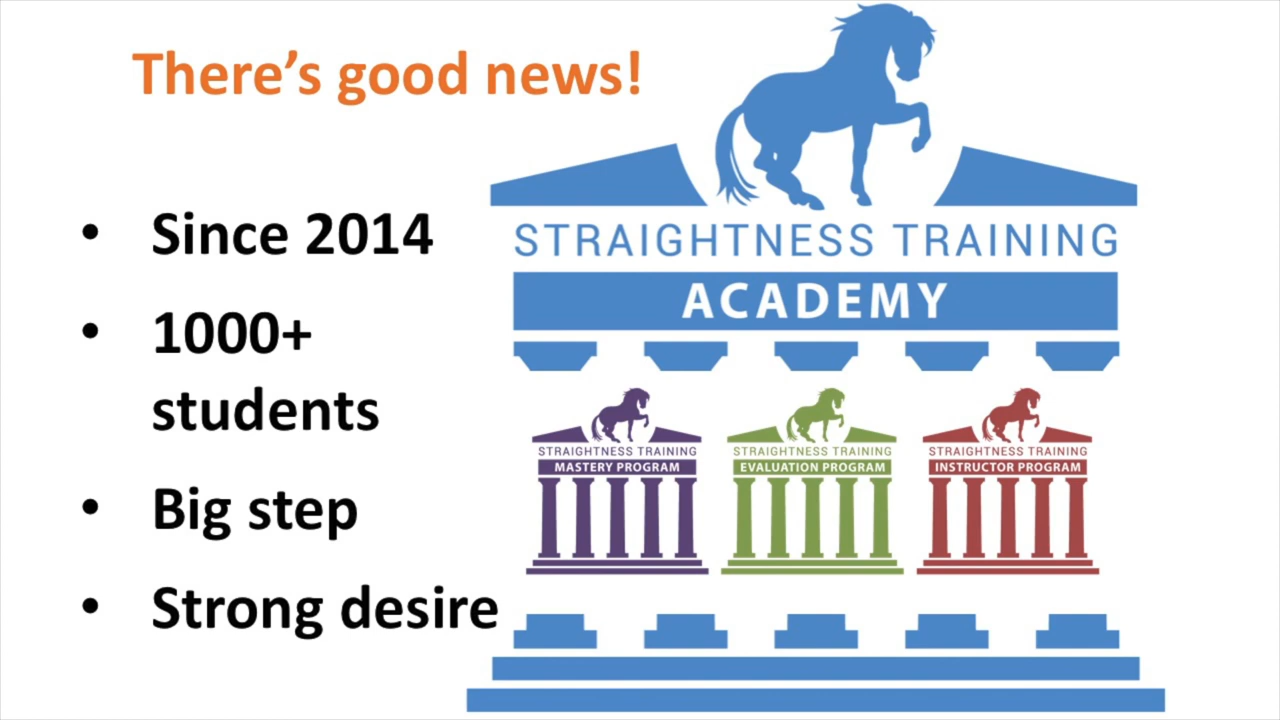 There's good news!
• Since 2014
• 1000+
students
• Big step
• Strong desire
STRAIGHTNESS TRAINING
ACADEMY
STRAIGHTNESS TRAINING
MASTERY PROGRAM
STRAIGHTNESS TRAINING
EVALUATION PROGRAM
STRAIGHTNESS TRAINING
INSTRUCTOR PROGRAM